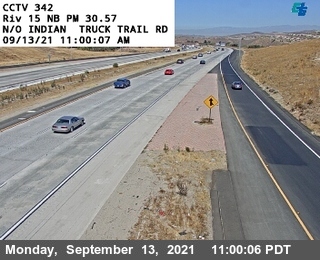 CCTV 342
Riv 15 NB PM 30.57
N/O INDIAN  TRUCK TRAIL RD
09/13/21 11:00:07 AM
Monday, September 13, 2021 11:00:06 PDT